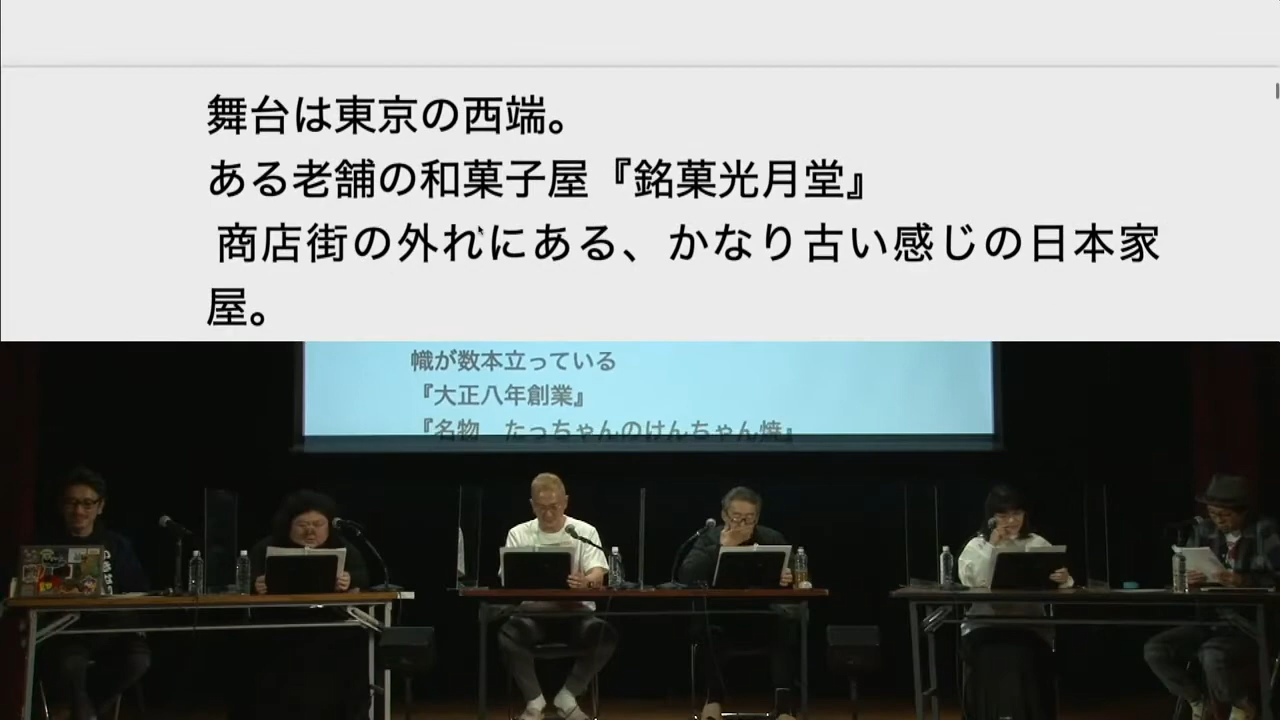 舞台は東京の西端。
ある老舗の和菓子屋『銘菓光月堂』
商店街の外れにある、かなり古い感じの日本家
屋。
幟が数本立っている
『大正八年創業』
『名物　たっちゃんのけんちゃん焼』